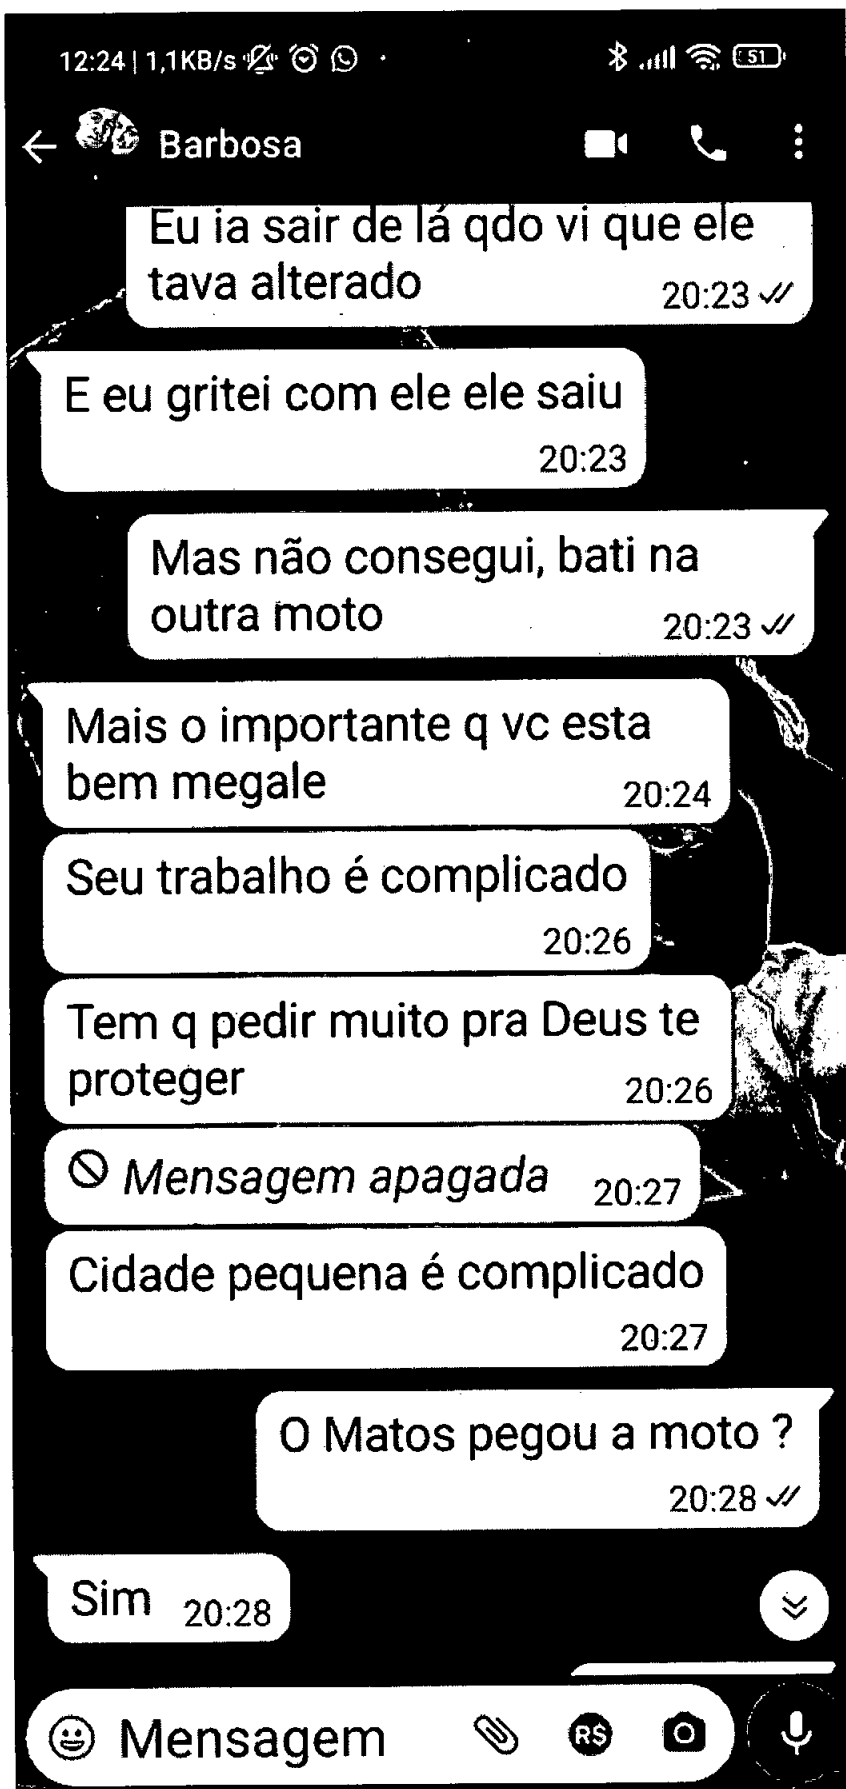 12:24 | 1,1KB/s 51
Barbosa
Eu ia sair de lá qdo vi que ele
tava alterado
20:23
E eu gritei com ele ele saiu
20:23
Mas não consegui, bati na
outra moto
20:23
Mais o importante q vc esta
bem megale
20:24
Seu trabalho é complicado
20:26
Tem q pedir muito pra Deus te
proteger
20:26
Mensagem apagada 20:27
Cidade pequena é complicado
20:27
O Matos pegou a moto ?
20:28
Sim 20:28
Mensagem R$